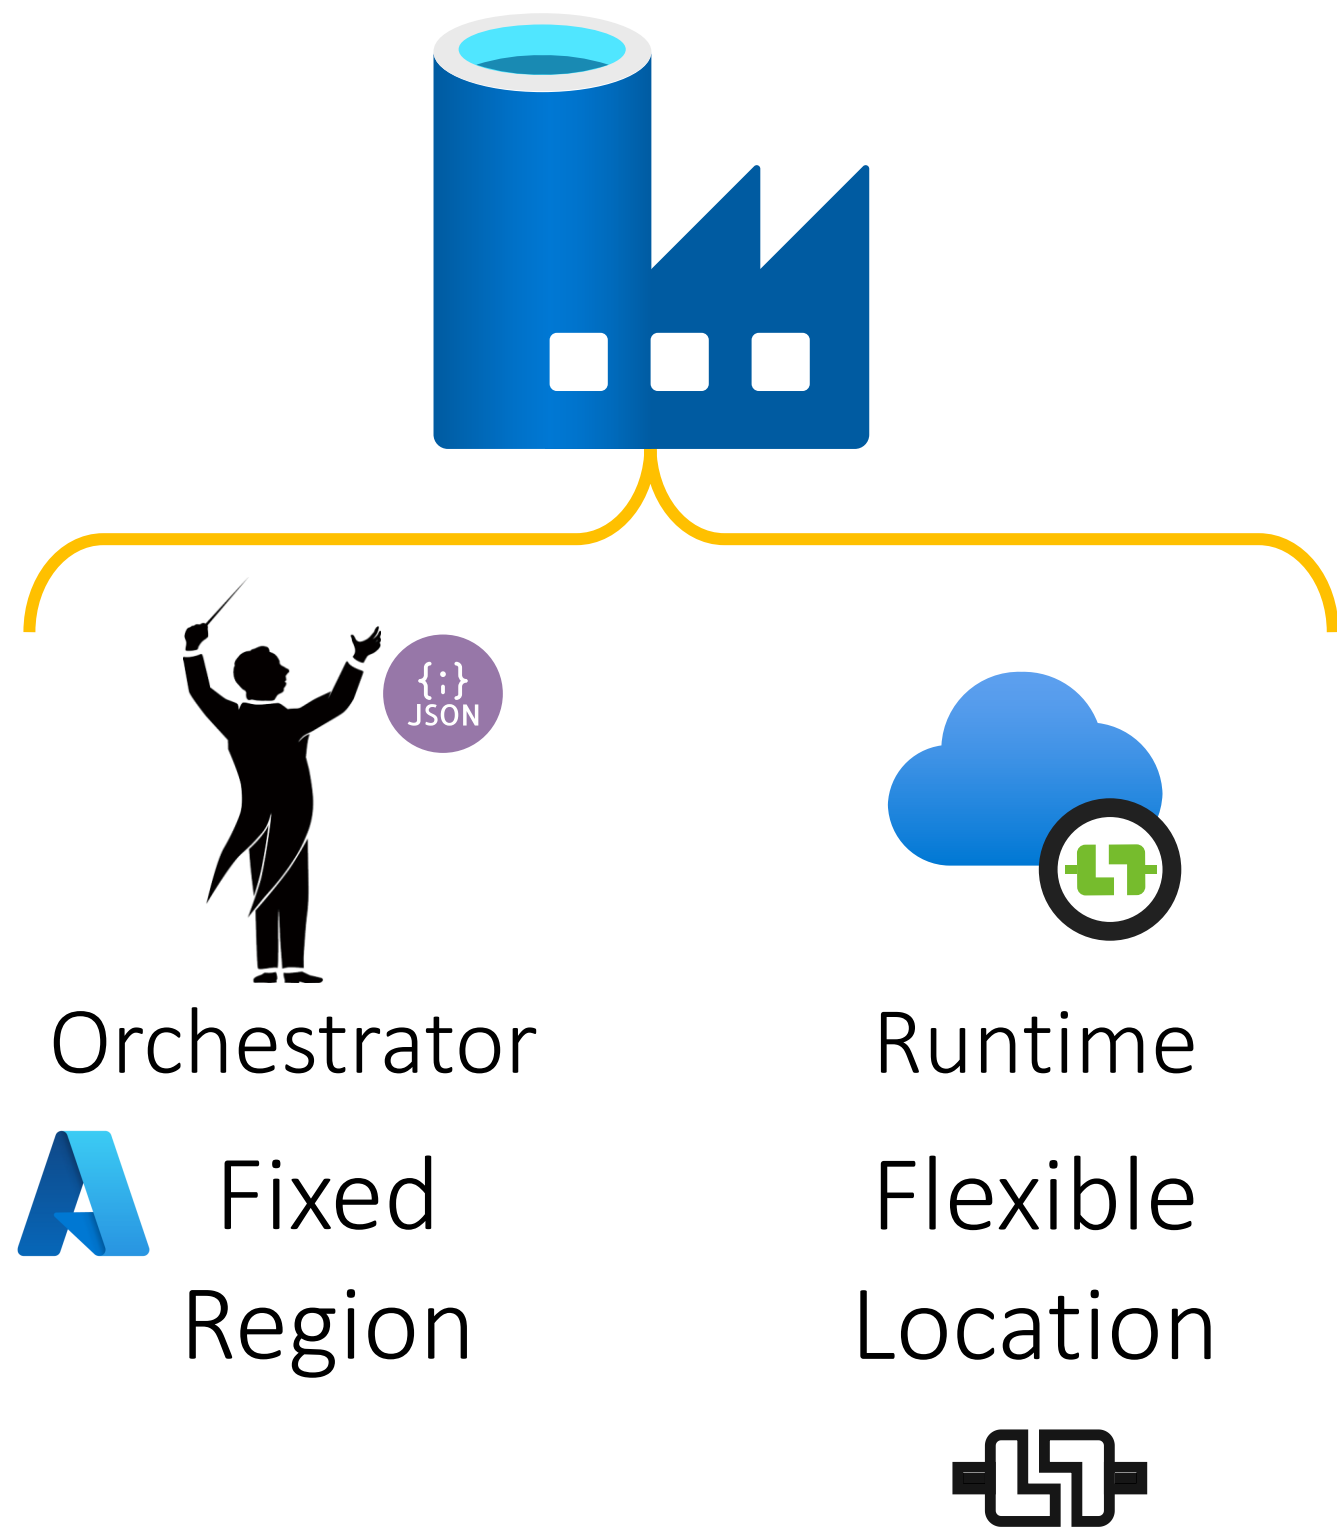 {;}
JSON
Orchestrator
Runtime
Fixed
Region
Flexible
Location